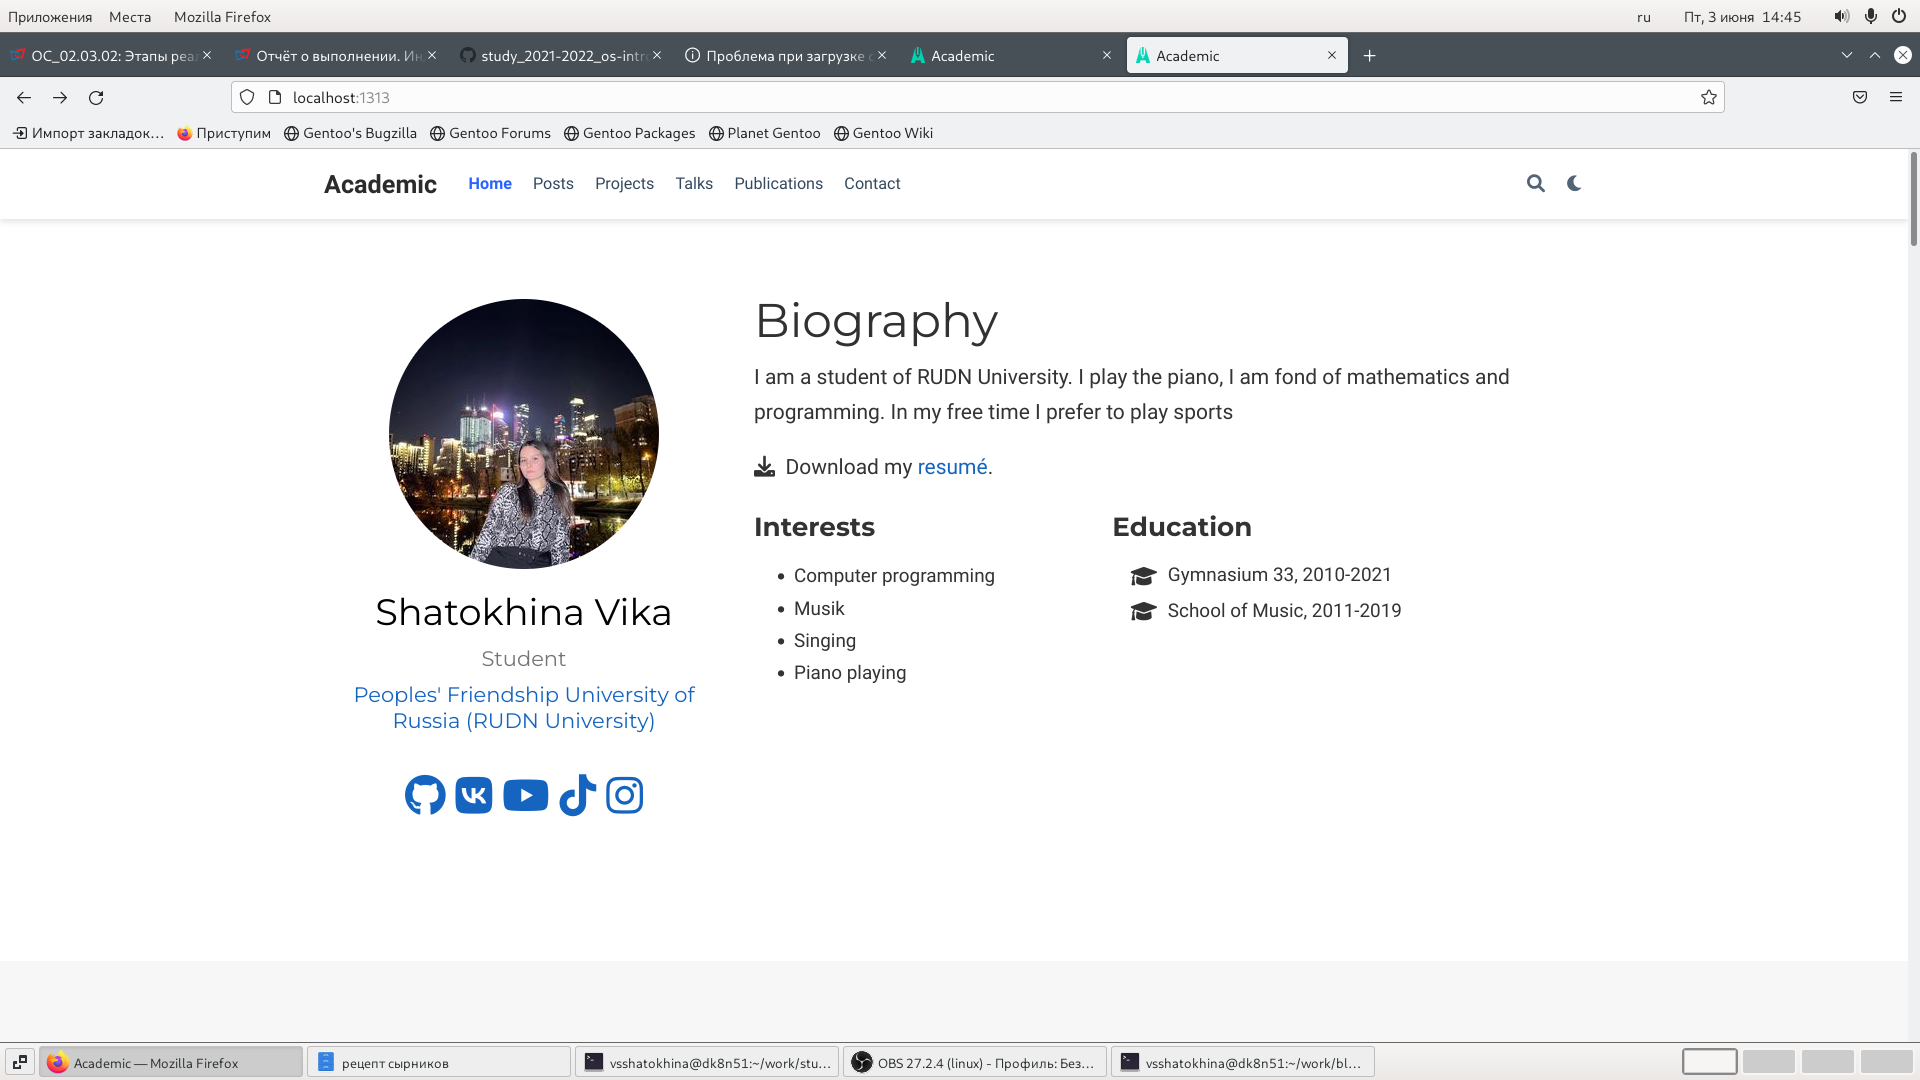 Приложения Места Mozilla Firefox ru Пт, 3 июня 14:45
ОС_02.03.02: Этапы Отчёт о выполнении. study_2021-2022_os-intr Проблема при загрузке Academic Academic
localhost:1313
Импорт закладок… Приступим Gentoo's Bugzilla Gentoo Forums Gentoo Packages Planet Gentoo Gentoo Wiki
Academic Home Posts Projects Talks Publications Contact
Biography
I am a student of RUDN University. I play the piano, I am fond of mathematics and
programming. In my free time I prefer to play sports
Download my resumé.
Interests
Computer programming
Musik
Singing
Piano playing
Education
Gymnasium 33, 2010-2021
School of Music, 2011-2019
Shatokhina Vika
Student
Peoples' Friendship University of
Russia (RUDN University)
Academic — Mozilla Firefox рецепт сырников vsshatokhina@dk8n51:~/work/stu… OBS 27.2.4 (linux) - Профиль: Без… vsshatokhina@dk8n51:~/work/bl…